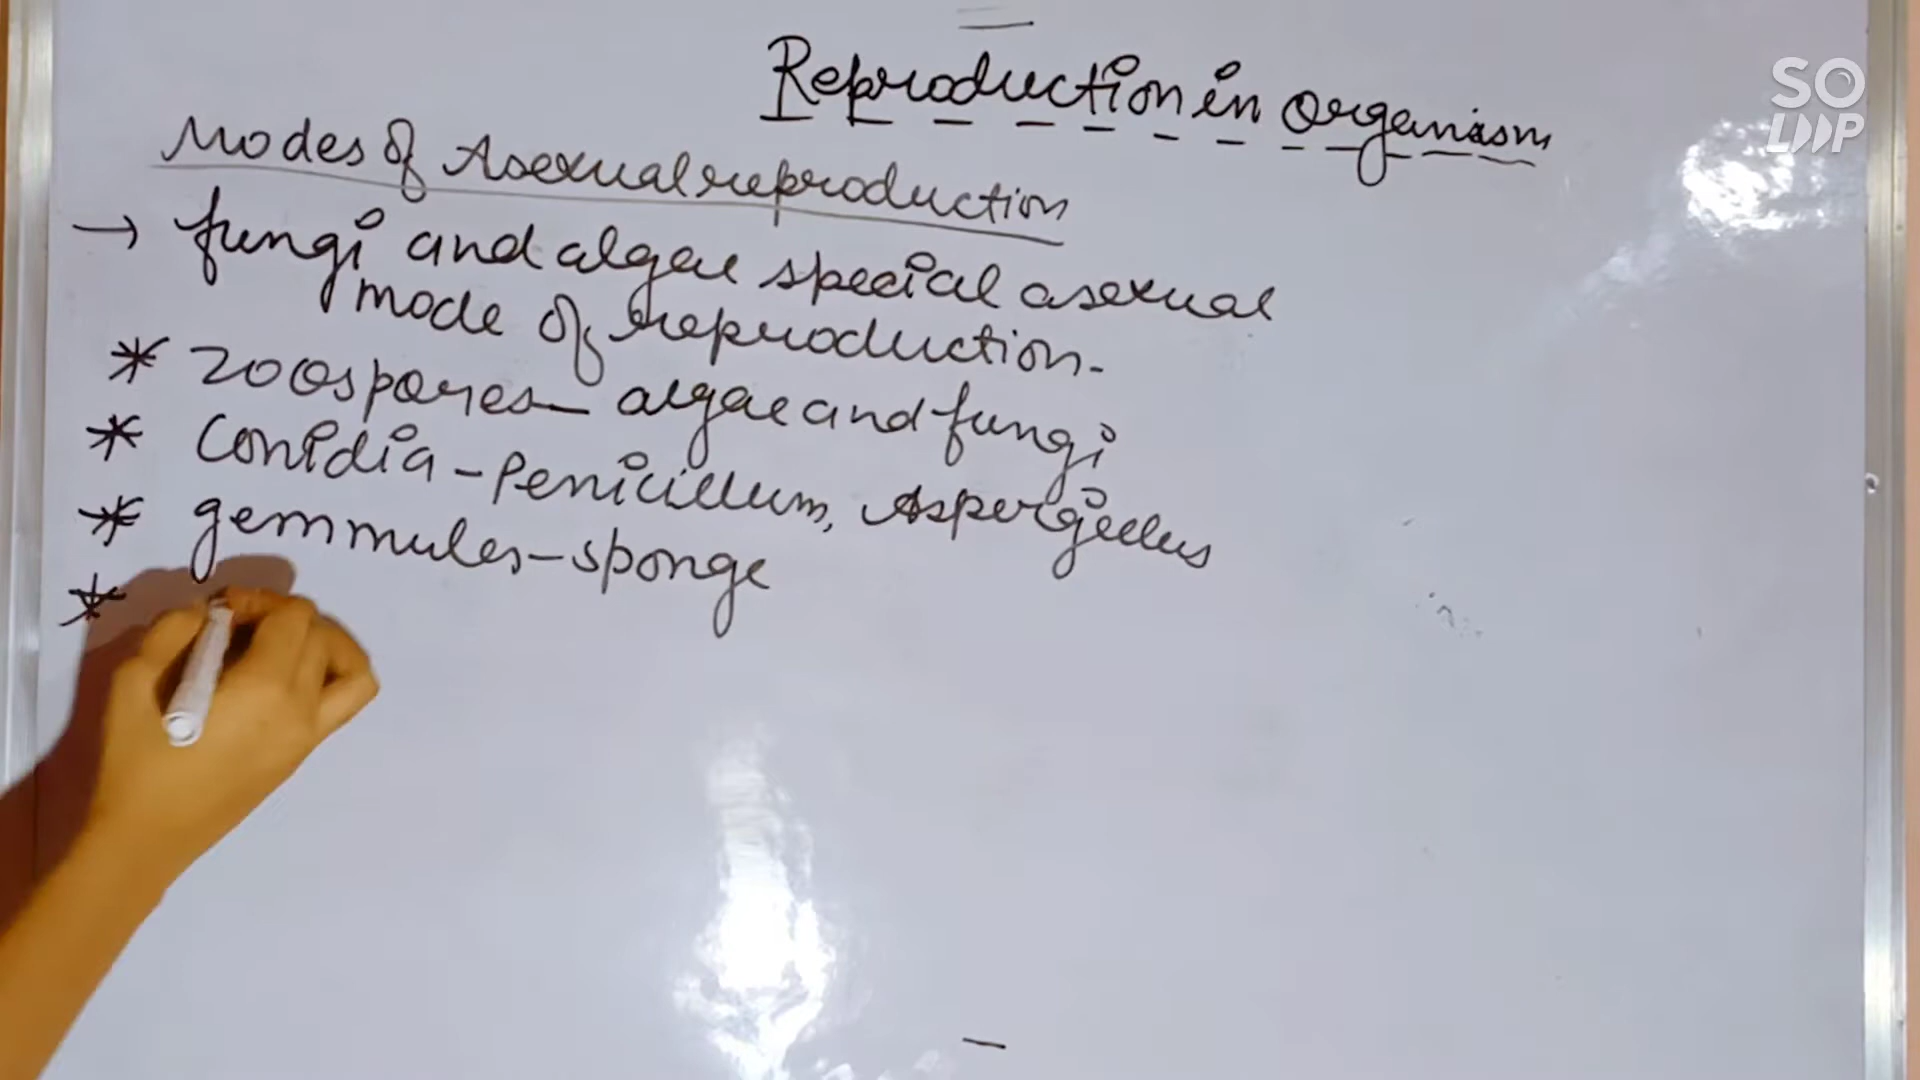 Reproduction in organism
Modes of Asexual reproduction
→ fungi and algae special asexual
mode of reproduction.
* zoospores – algae and fungi
* Conidia – Penicillum, Aspergillus
* gemmules – sponge
*
SO
LOOP